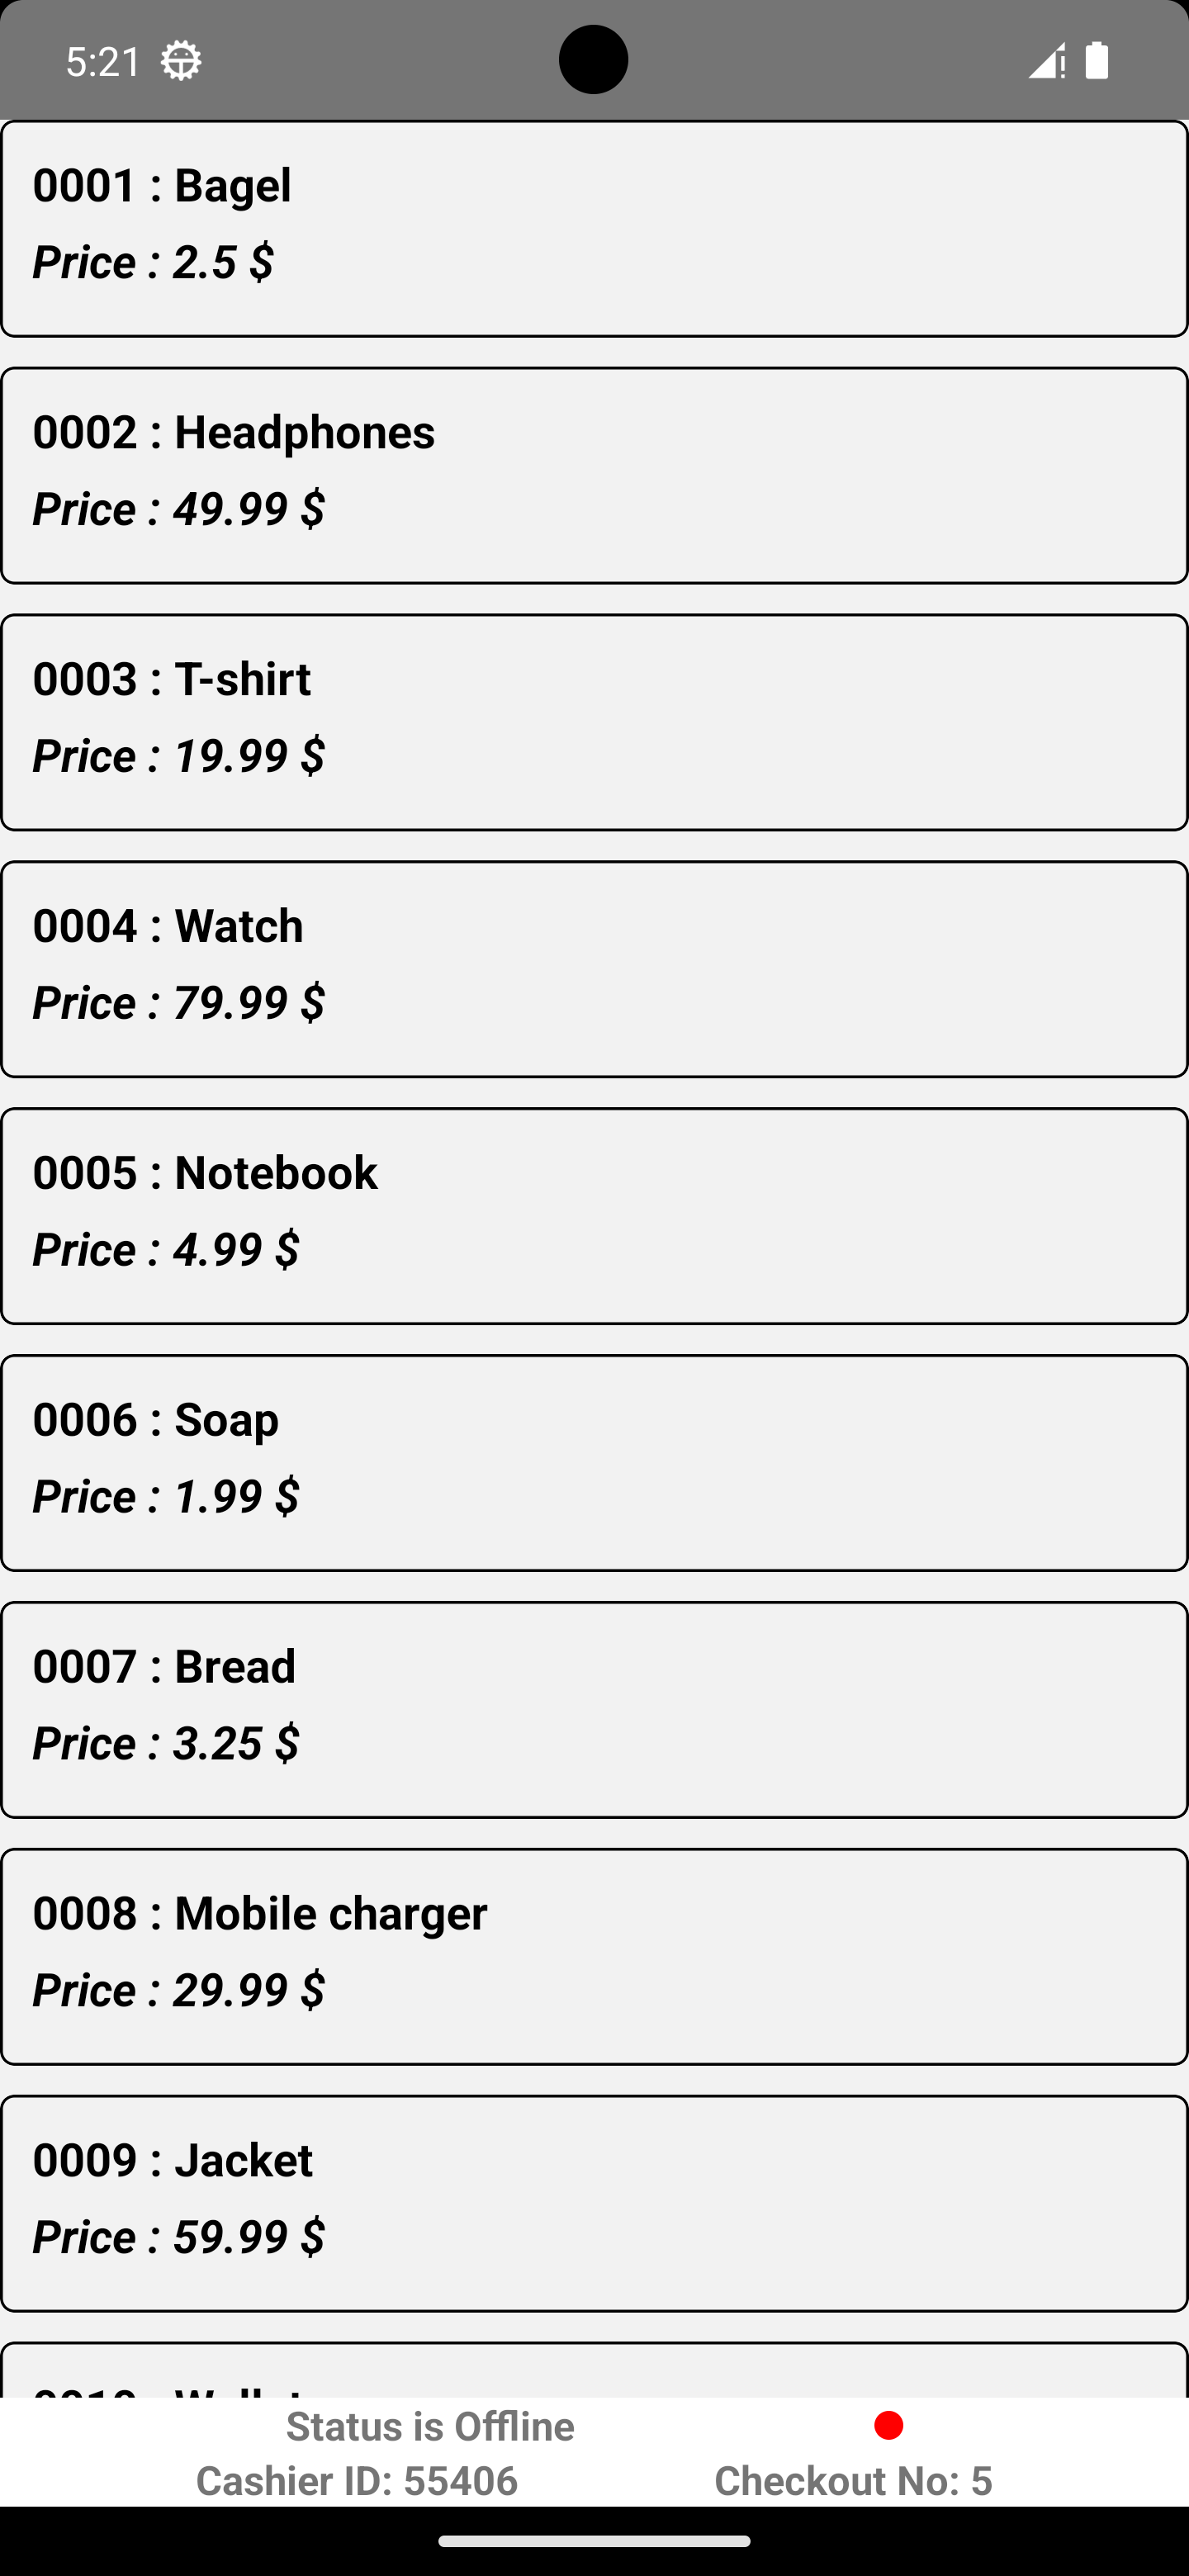 5:21
0001 : Bagel
Price : 2.5 $
0002 : Headphones
Price : 49.99 $
0003 : T-shirt
Price : 19.99 $
0004 : Watch
Price : 79.99 $
0005 : Notebook
Price : 4.99 $
0006 : Soap
Price : 1.99 $
0007 : Bread
Price : 3.25 $
0008 : Mobile charger
Price : 29.99 $
0009 : Jacket
Price : 59.99 $
Status is Offline
Cashier ID: 55406 Checkout No: 5